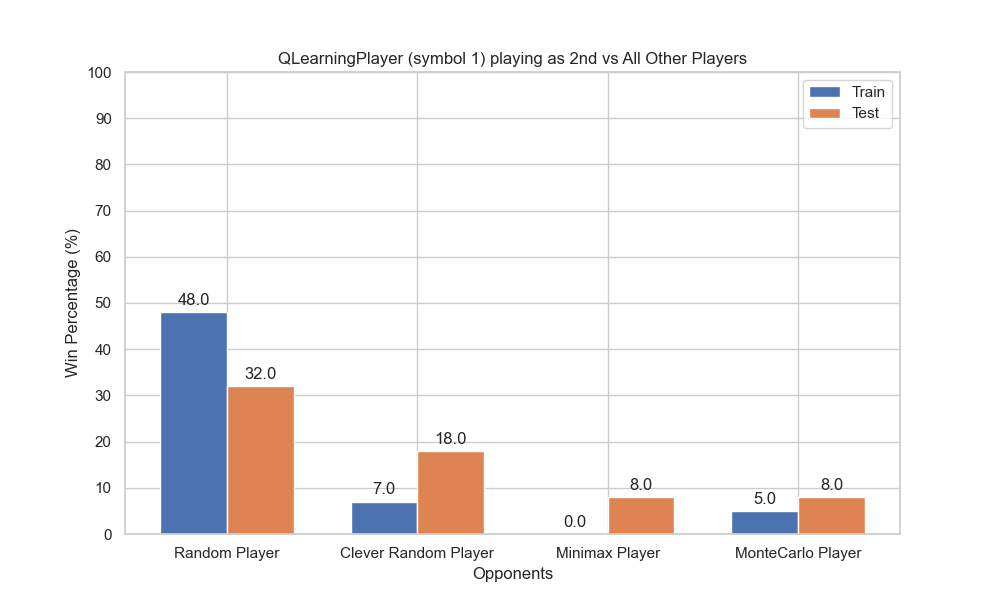 QLearningPlayer (symbol 1) playing as 2nd vs All Other Players
100
90
80
70
60
50
40
30
20
10
0
Win Percentage (%)
Train
Test
48.0
32.0
7.0
18.0
0.0
8.0
5.0
8.0
Random Player
Clever Random Player
Minimax Player
MonteCarlo Player
Opponents